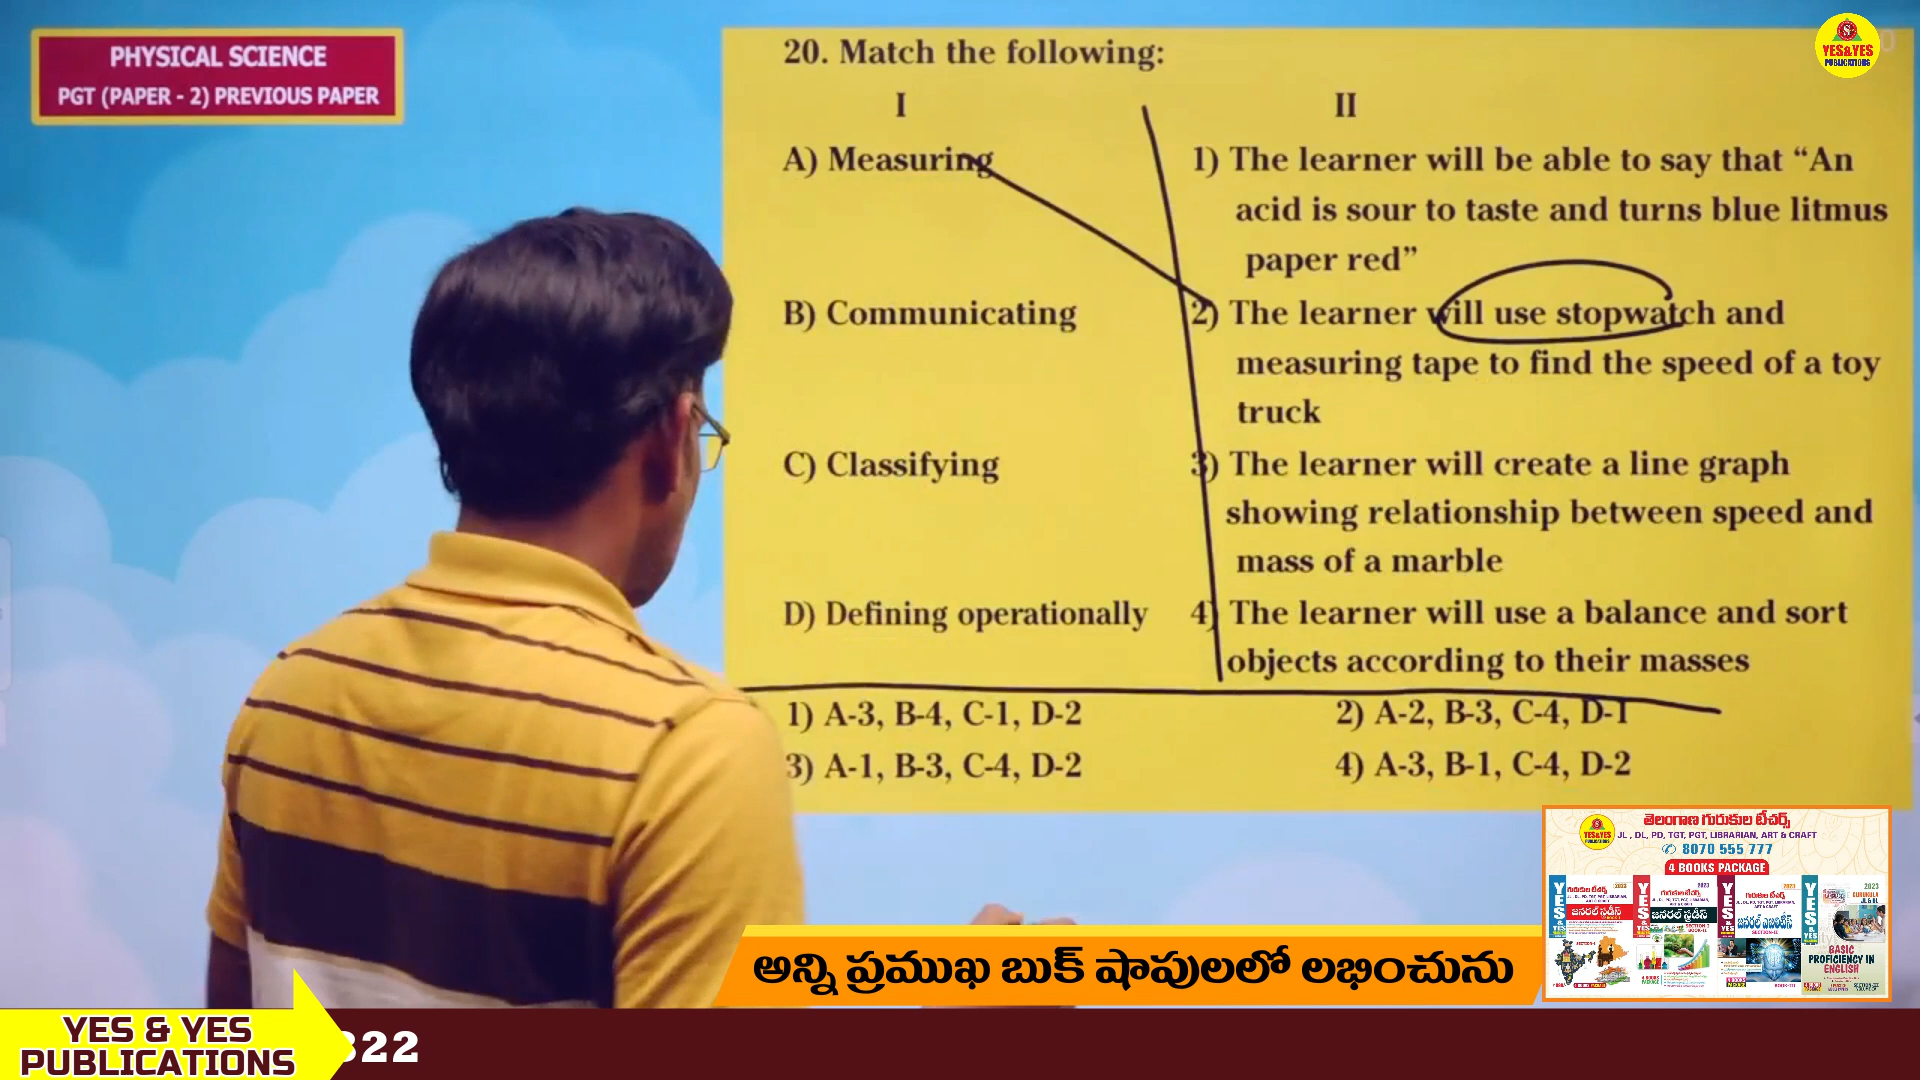 PHYSICAL SCIENCE
PGT (PAPER - 2) PREVIOUS PAPER
YES&YES
PUBLICATIONS
20. Match the following:
I II
A) Measuring
1) The learner will be able to say that “An
acid is sour to taste and turns blue litmus
paper red”
B) Communicating
2) The learner will use stopwatch and
measuring tape to find the speed of a toy
truck
C) Classifying
3) The learner will create a line graph
showing relationship between speed and
mass of a marble
D) Defining operationally
4) The learner will use a balance and sort
objects according to their masses
1) A-3, B-4, C-1, D-2
2) A-2, B-3, C-4, D-1
3) A-1, B-3, C-4, D-2
4) A-3, B-1, C-4, D-2
తెలంగాణ గురుకుల టీచర్స్
JL , DL, PD, TGT, PGT, LIBRARIAN, ART & CRAFT
8070 555 777
4 BOOKS PACKAGE
జనరల్ స్టడీస్
జనరల్ స్టడీస్
BASIC
PROFICIENCY IN
ENGLISH
అన్ని ప్రముఖ బుక్ షాపులలో లభించును
YES & YES
PUBLICATIONS
322